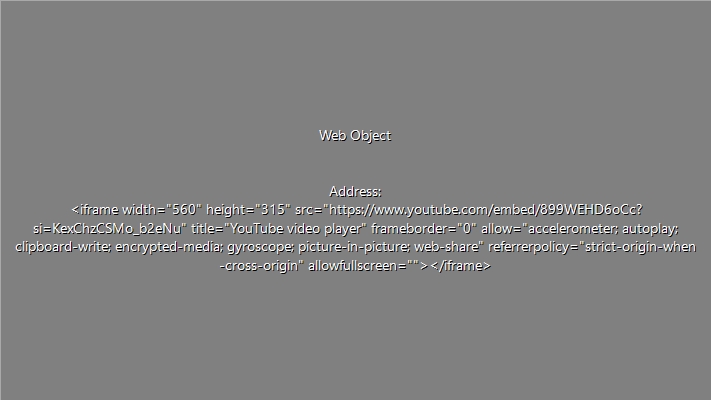 Web Object
Address:
<iframe width="560" height="315" src="https://www.youtube.com/embed/899WEHD6oCc?
si=KexChzCSMo_b2eNu" title="YouTube video player" frameborder="0" allow="accelerometer; autoplay;
clipboard-write; encrypted-media; gyroscope; picture-in-picture; web-share" referrerpolicy="strict-origin-when
-cross-origin" allowfullscreen=""></iframe>